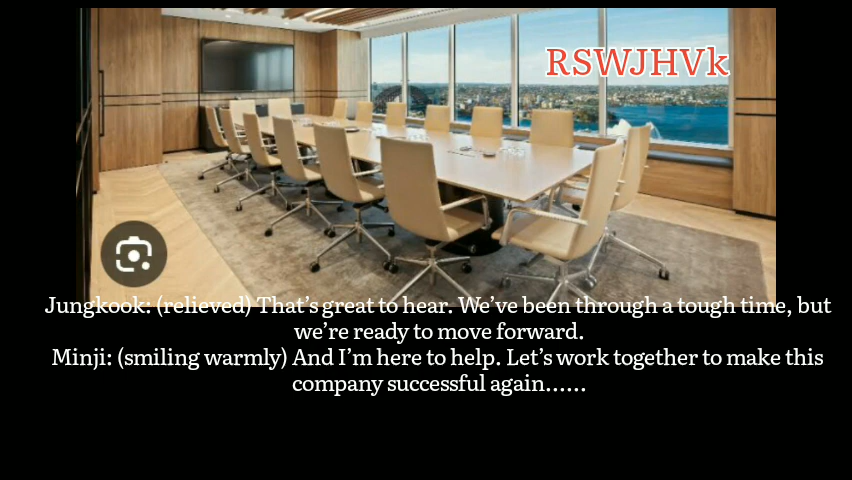 RSWJHVk
Jungkook: (relieved) That's great to hear. We've been through a tough time, but
we're ready to move forward.
Minji: (smiling warmly) And I'm here to help. Let's work together to make this
company successful again......